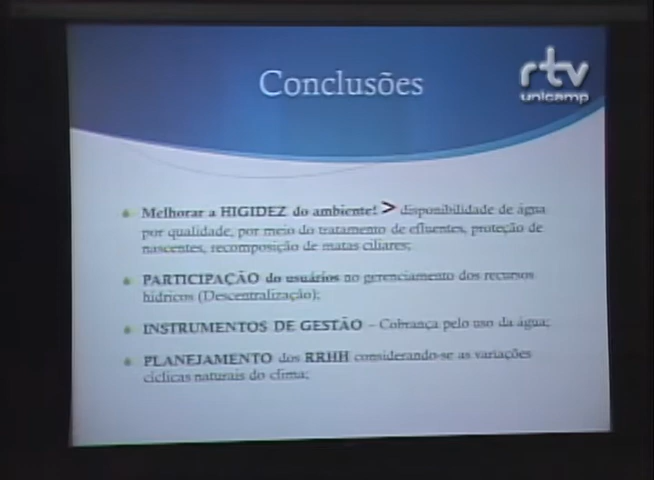 Conclusões
rtv
unicamp
Melhorar a HIGIDEZ do ambiente! > disponibilidade de água
por qualidade, por meio do tratamento de efluentes, proteção de
nascentes, recomposição de matas ciliares;
PARTICIPAÇÃO do usuários no gerenciamento dos recursos
hídricos (Descentralização);
INSTRUMENTOS DE GESTÃO – Cobrança pelo uso da água;
PLANEJAMENTO dos RRHH considerando-se as variações
cíclicas naturais do clima;